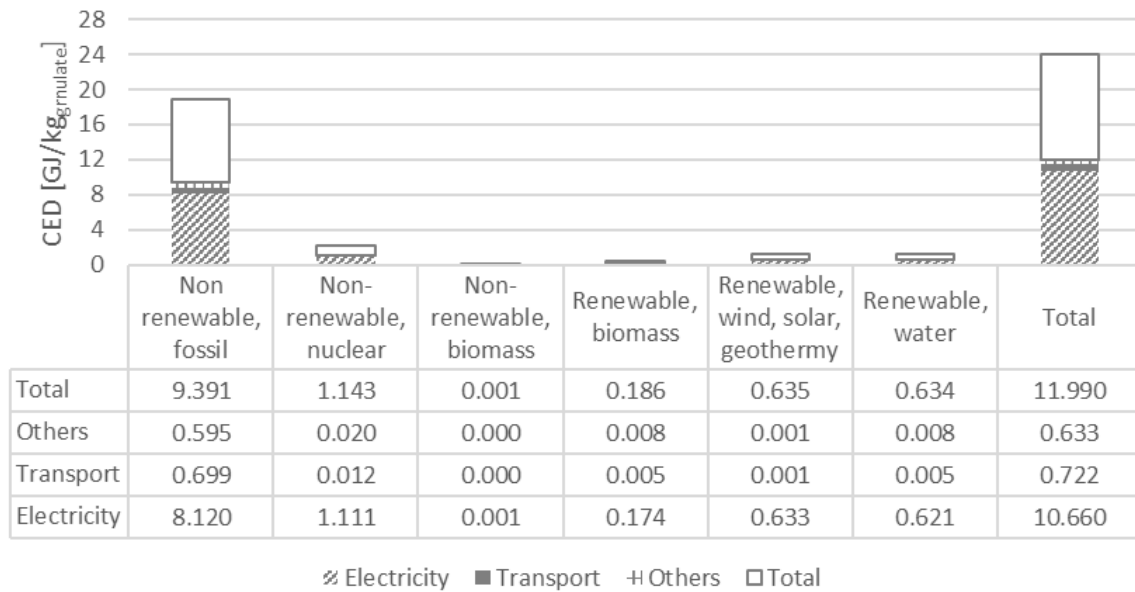 28
24
20
16
12
8
4
0
CED [GJ/kggrnulate]
Non
renewable,
fossil
Non-
renewable,
nuclear
Non-
renewable,
biomass
Renewable,
biomass
Renewable,
wind, solar,
geothermy
Renewable,
water
Total
Total 9.391 1.143 0.001 0.186 0.635 0.634 11.990
Others 0.595 0.020 0.000 0.008 0.001 0.008 0.633
Transport 0.699 0.012 0.000 0.005 0.001 0.005 0.722
Electricity 8.120 1.111 0.001 0.174 0.633 0.621 10.660
Electricity Transport Others Total